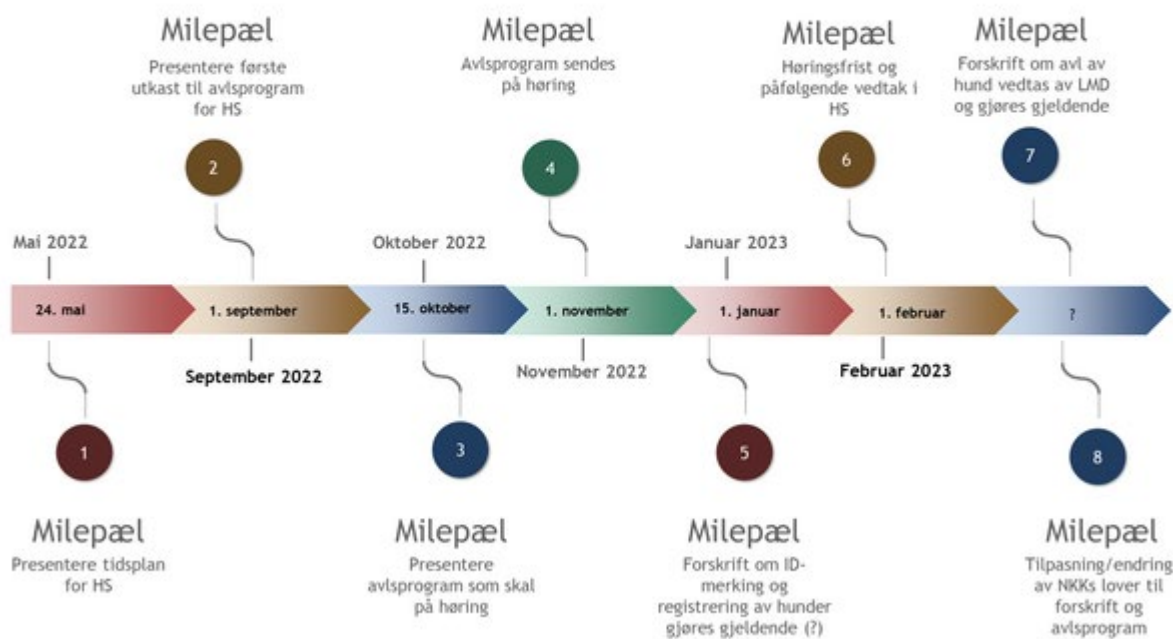 Milepæl
Presentere første
utkast til avlsprogram
for HS
2
Milepæl
Avlsprogram sendes
på høring
4
Milepæl
Høringsfrist og
påfølgende vedtak i
HS
6
Milepæl
Forskrift om avl av
hund vedtas av LMD
og gjøres gjeldende
7
Mai 2022
Oktober 2022
Januar 2023
24. mai
1. september
15. oktober
1. november
1. januar
1. februar
?
September 2022
November 2022
Februar 2023
1
Milepæl
Presentere tidsplan
for HS
3
Milepæl
Presentere
avlsprogram som skal
på høring
5
Milepæl
Forskrift om ID-
merking og
registrering av hunder
gjøres gjeldende (?)
8
Milepæl
Tilpasning/endring
av NKKs lover til
forskrift og
avlsprogram